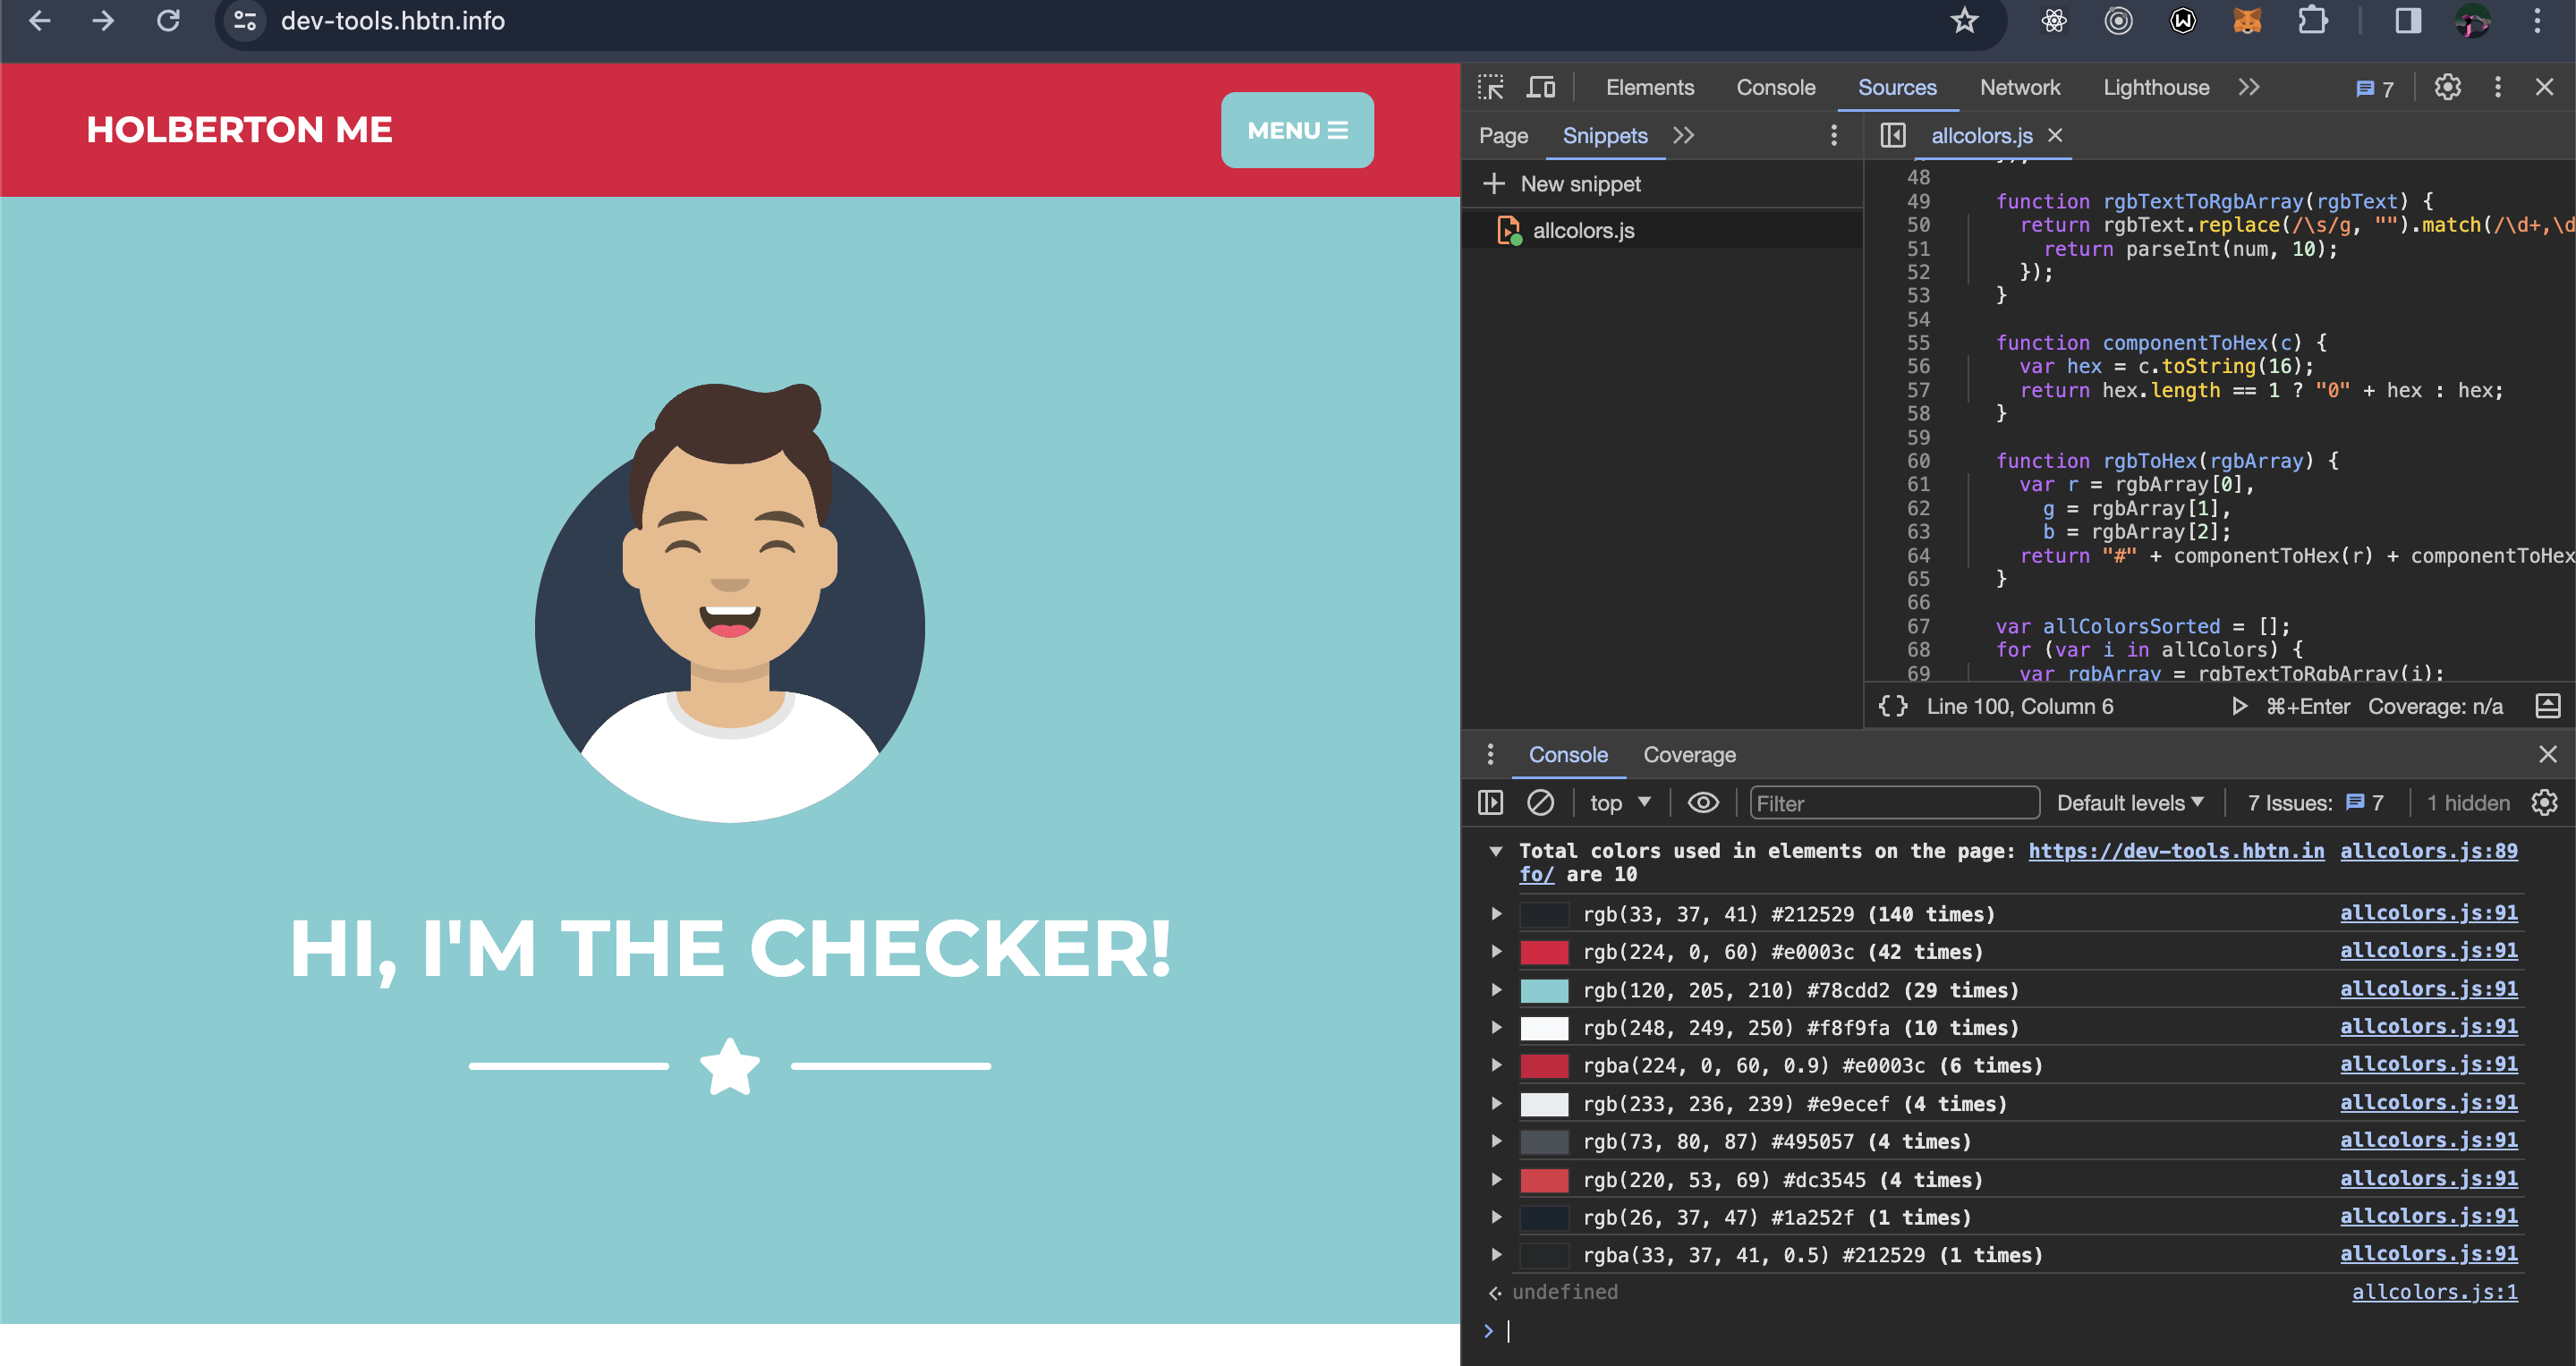 dev-tools.hbtn.info
HOLBERTON ME
MENU
HI, I'M THE CHECKER!
Elements Console Sources Network Lighthouse 7
Page Snippets
allcolors.js
New snippet
allcolors.js
48
49 function rgbTextToRgbArray(rgbText) {
50 return rgbText.replace(/\s/g, "").match(/\d+,\d
51 return parseInt(num, 10);
52 });
53 }
54
55 function componentToHex(c) {
56 var hex = c.toString(16);
57 return hex.length == 1 ? "0" + hex : hex;
58 }
59
60 function rgbToHex(rgbArray) {
61 var r = rgbArray[0],
62 g = rgbArray[1],
63 b = rgbArray[2];
64 return "#" + componentToHex(r) + componentToHex
65 }
66
67 var allColorsSorted = [];
68 for (var i in allColors) {
69 var rgbArray = rgbTextToRgbArray(i);
{} Line 100, Column 6 ⌘+Enter Coverage: n/a
Console Coverage
top Filter Default levels 7 Issues: 7 1 hidden
Total colors used in elements on the page: https://dev-tools.hbtn.in allcolors.js:89
fo/ are 10
rgb(33, 37, 41) #212529 (140 times) allcolors.js:91
rgb(224, 0, 60) #e0003c (42 times) allcolors.js:91
rgb(120, 205, 210) #78cdd2 (29 times) allcolors.js:91
rgb(248, 249, 250) #f8f9fa (10 times) allcolors.js:91
rgba(224, 0, 60, 0.9) #e0003c (6 times) allcolors.js:91
rgb(233, 236, 239) #e9ecef (4 times) allcolors.js:91
rgb(73, 80, 87) #495057 (4 times) allcolors.js:91
rgb(220, 53, 69) #dc3545 (4 times) allcolors.js:91
rgb(26, 37, 47) #1a252f (1 times) allcolors.js:91
rgba(33, 37, 41, 0.5) #212529 (1 times) allcolors.js:91
undefined allcolors.js:1